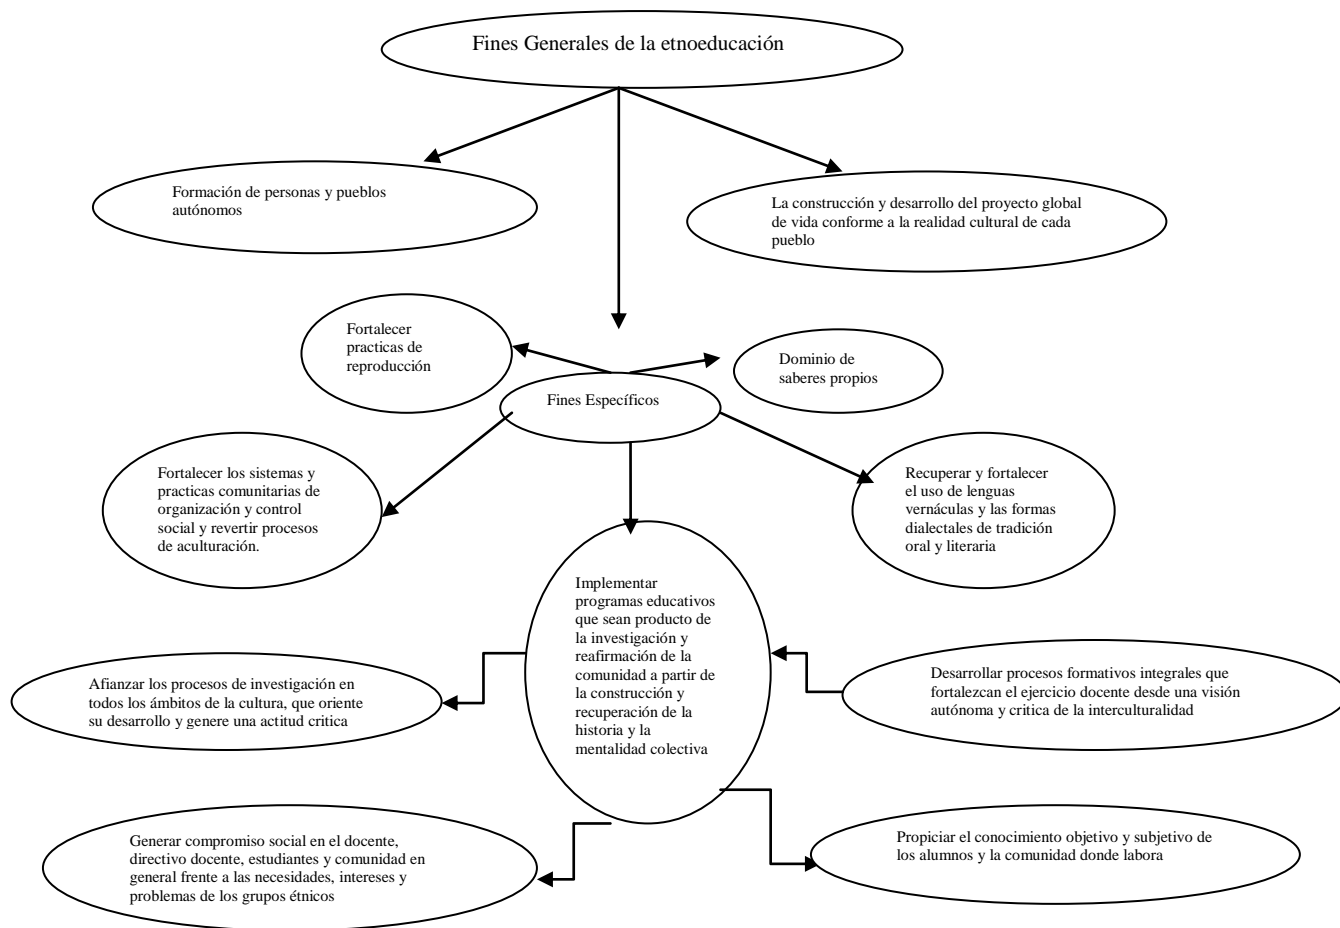 Fines Generales de la etnoeducación
Formación de personas y pueblos
autónomos
La construcción y desarrollo del proyecto global
de vida conforme a la realidad cultural de cada
pueblo
Fortalecer
practicas de
reproducción
Dominio de
saberes propios
Fines Específicos
Fortalecer los sistemas y
practicas comunitarias de
organización y control
social y revertir procesos
de aculturación.
Recuperar y fortalecer
el uso de lenguas
vernáculas y las formas
dialectales de tradición
oral y literaria
Implementar
programas educativos
que sean producto de
la investigación y
reafirmación de la
comunidad a partir de
la construcción y
recuperación de la
historia y la
mentalidad colectiva
Afianzar los procesos de investigación en
todos los ámbitos de la cultura, que oriente
su desarrollo y genere una actitud critica
Desarrollar procesos formativos integrales que
fortalezcan el ejercicio docente desde una visión
autónoma y critica de la interculturalidad
Generar compromiso social en el docente,
directivo docente, estudiantes y comunidad en
general frente a las necesidades, intereses y
problemas de los grupos étnicos
Propiciar el conocimiento objetivo y subjetivo de
los alumnos y la comunidad donde labora